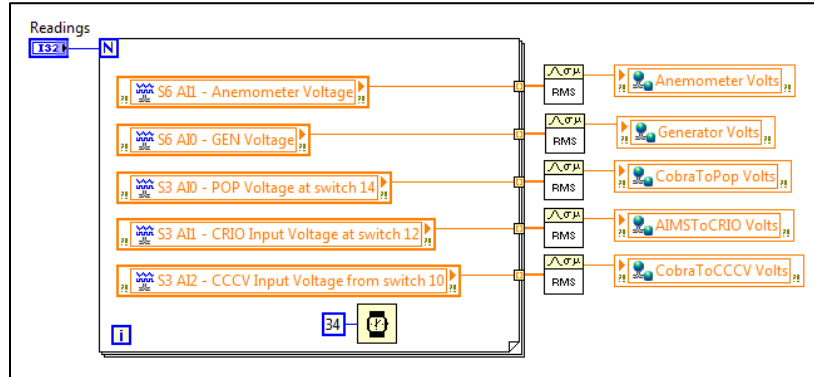 Readings
I32
N
S6 AI1 - Anemometer Voltage
RMS
Anemometer Volts
S6 AI0 - GEN Voltage
RMS
Generator Volts
S3 AI0 - POP Voltage at switch 14
RMS
CobraToPop Volts
S3 AI1 - CRIO Input Voltage at switch 12
RMS
AIMSToCRIO Volts
S3 AI2 - CCCV Input Voltage from switch 10
RMS
CobraToCCCV Volts
34
i